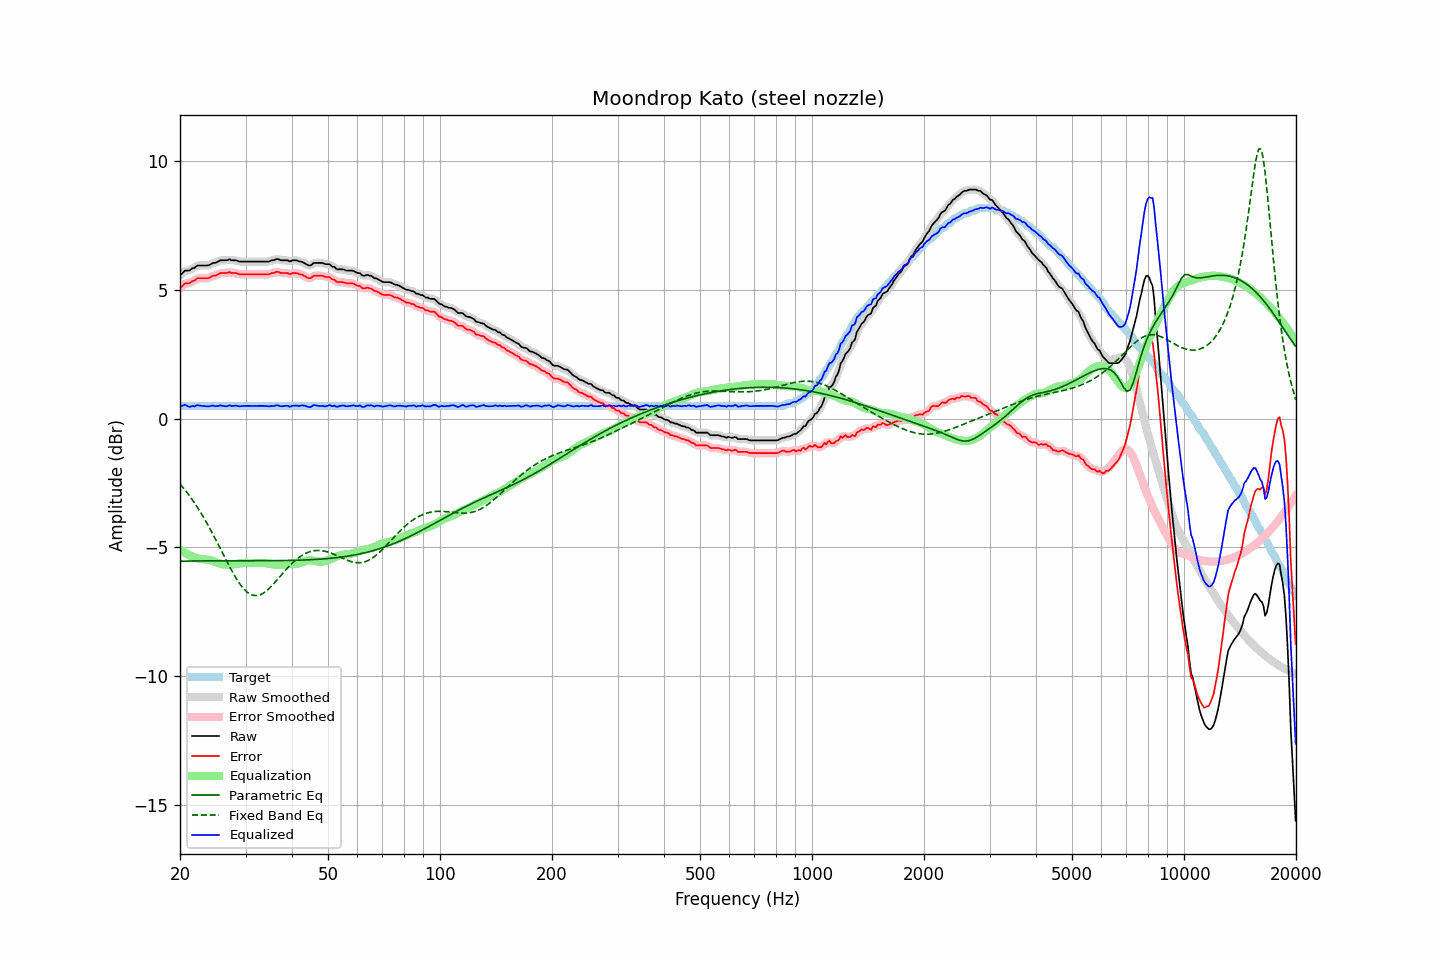 Moondrop Kato (steel nozzle)
10
5
0
−5
−10
−15
Amplitude (dBr)
Target
Raw Smoothed
Error Smoothed
Raw
Error
Equalization
Parametric Eq
Fixed Band Eq
Equalized
20 50 100 200 500 1000 2000 5000 10000 20000
Frequency (Hz)